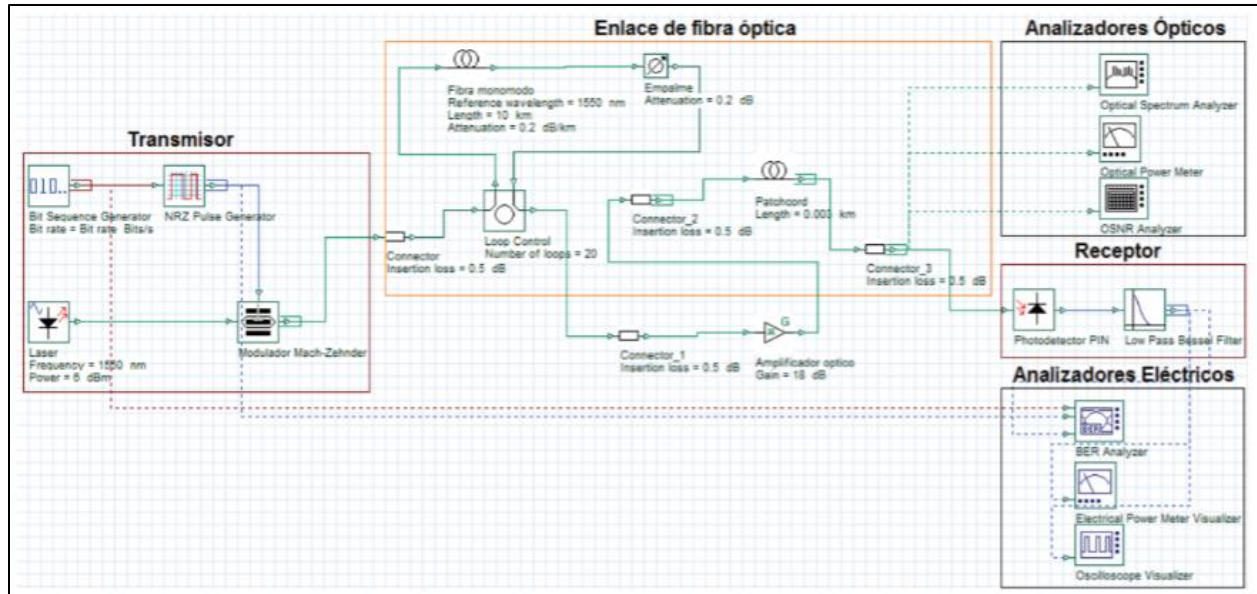 Enlace de fibra óptica
Analizadores Ópticos
Fibra monomodo
Reference wavelength = 1550 nm
Length = 10 km
Attenuation = 0.2 dB/km
Empalme
Attenuation = 0.2 dB
Optical Spectrum Analyzer
Optical Power Meter
OSNR Analyzer
Transmisor
010...
Bit Sequence Generator
Bit rate = Bit rate Bits/s
NRZ Pulse Generator
Laser
Frequency = 1550 nm
Power = 6 dBm
Modulador Mach-Zehnder
Connector
Insertion loss = 0.5 dB
Loop Control
Number of loops = 20
Connector_2
Insertion loss = 0.5 dB
Patchcord
Length = 0.003 km
Connector_3
Insertion loss = 0.5 dB
Connector_1
Insertion loss = 0.5 dB
G
Amplificador optico
Gain = 18 dB
Receptor
Photodetector PIN
Low Pass Bessel Filter
Analizadores Eléctricos
BER
BER Analyzer
Electrical Power Meter Visualizer
Oscilloscope Visualizer